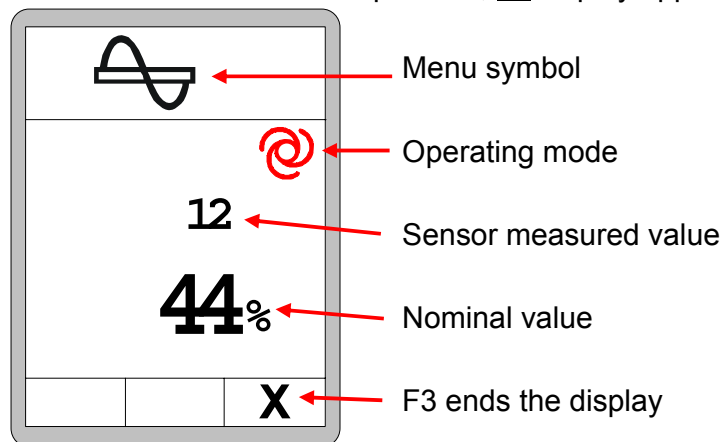 Menu symbol
Operating mode
12
Sensor measured value
44%
Nominal value
X
F3 ends the display